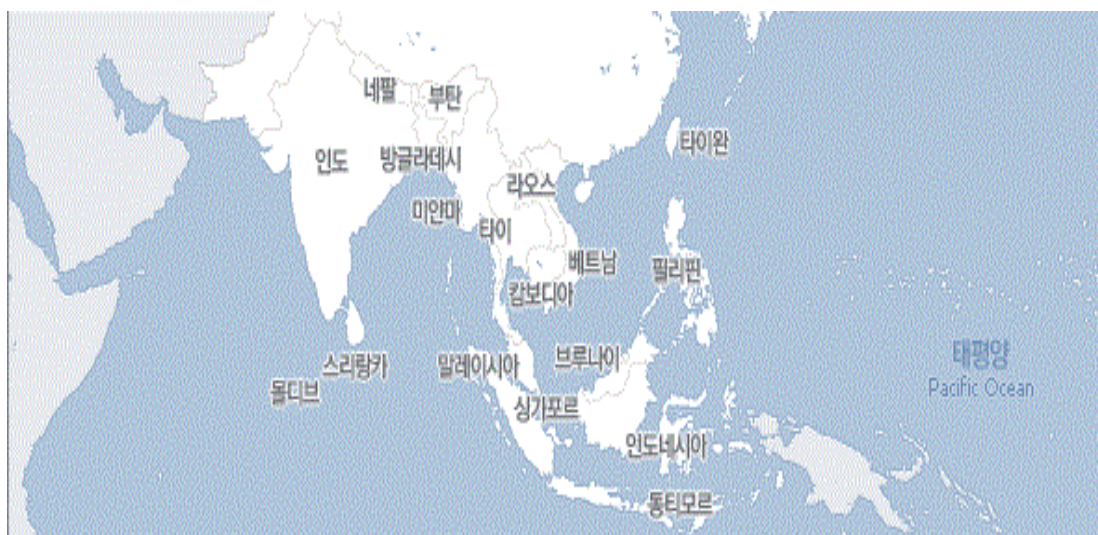 네팔
부탄
타이완
인도
방글라데시
라오스
미얀마
타이
베트남
필리핀
캄보디아
스리랑카
말레이시아
브루나이
태평양
Pacific Ocean
몰디브
싱가포르
인도네시아
동티모르